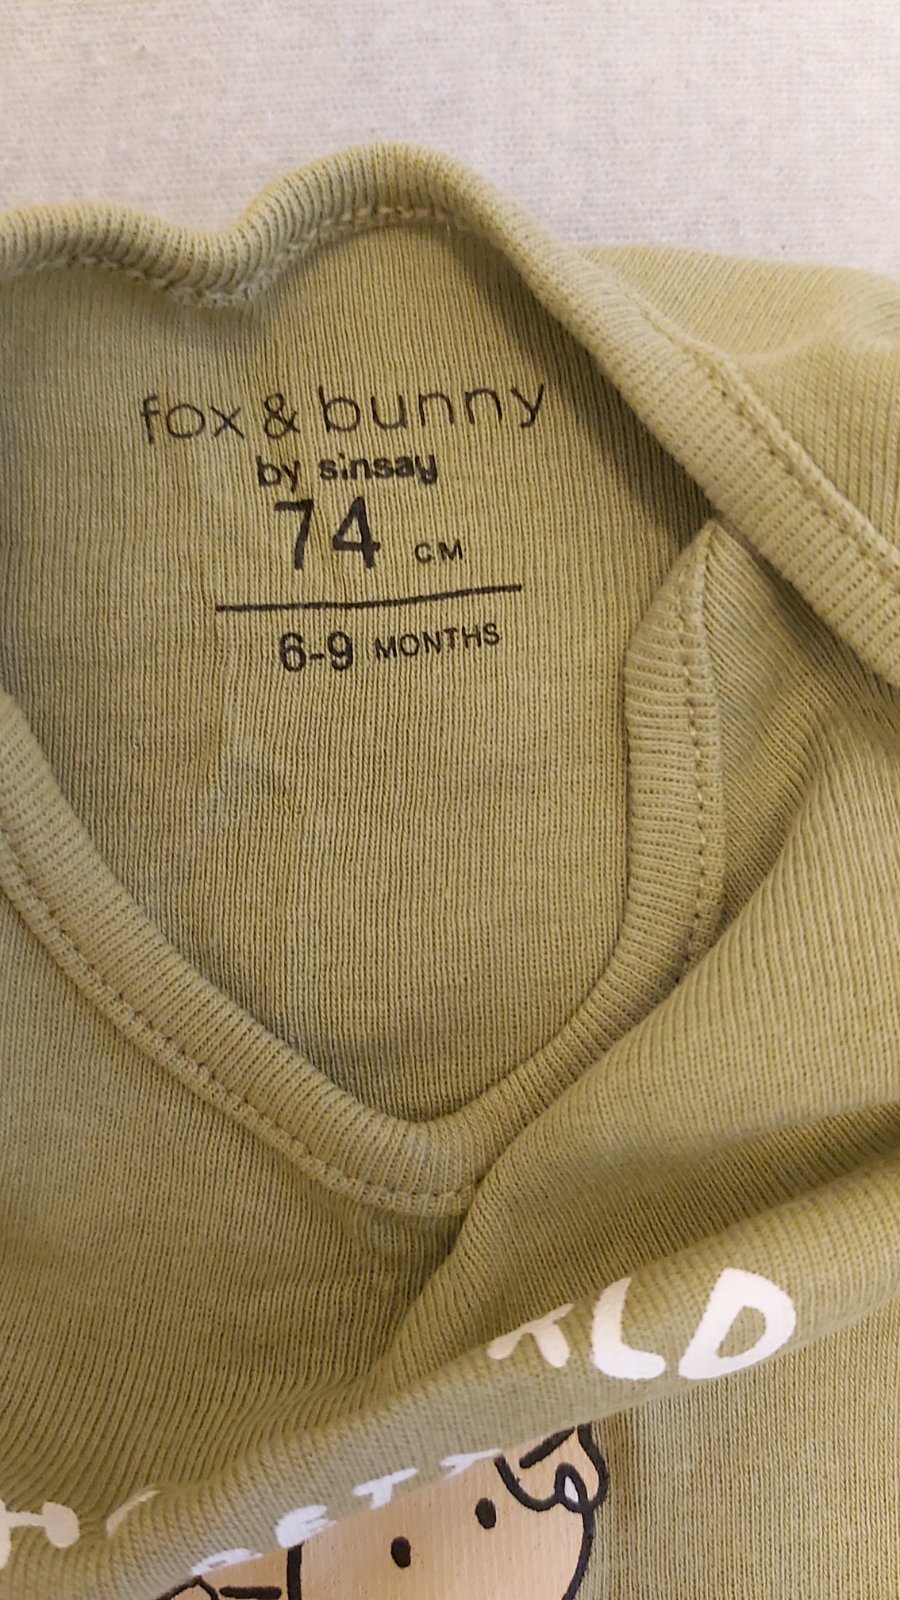 fox & bunny
by sinsay
74 CM
6-9 MONTHS